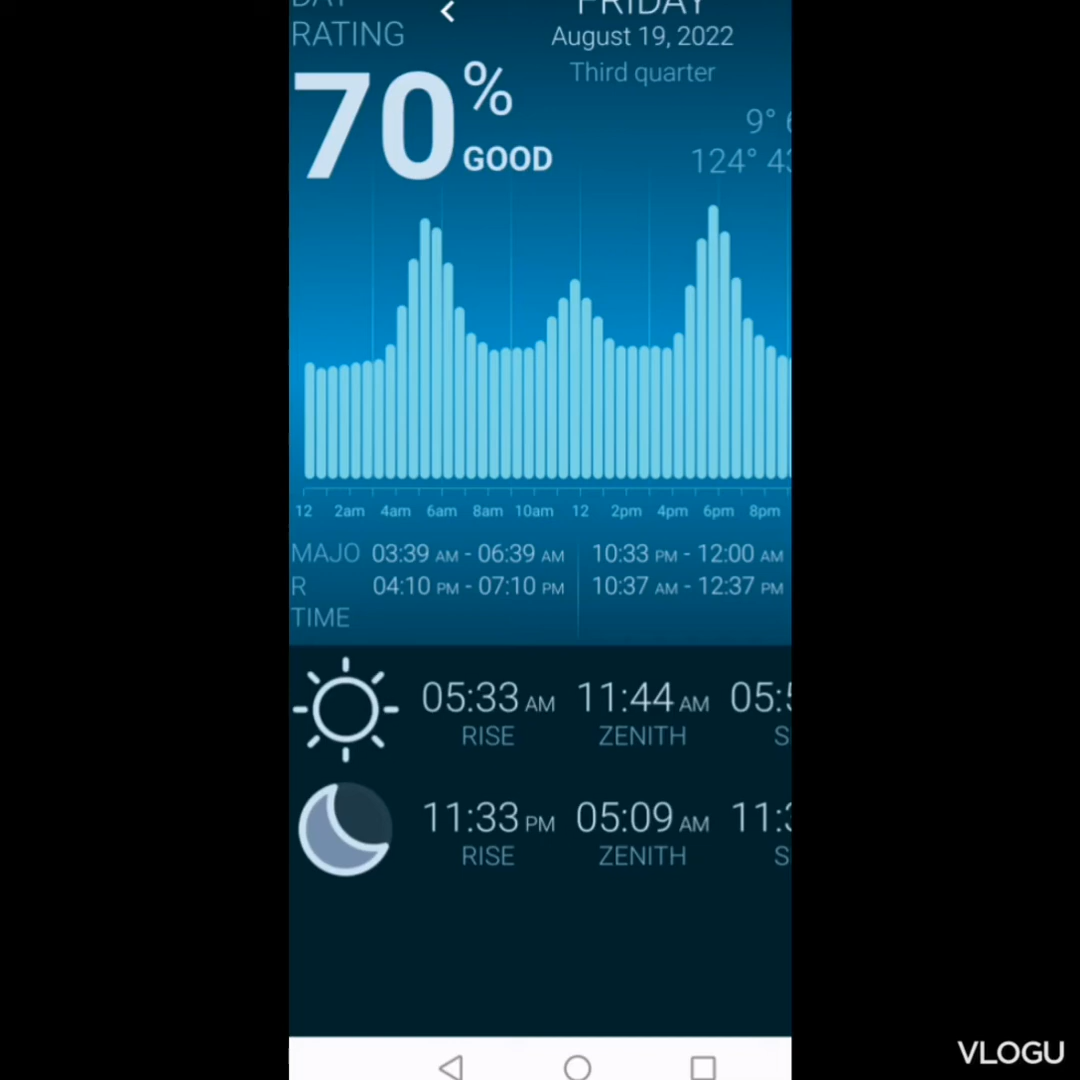 RATING
August 19, 2022
Third quarter
70%
GOOD
9°
124°
12 2am 4am 6am 8am 10am 12 2pm 4pm 6pm 8pm
MAJO 03:39 AM - 06:39 AM 10:33 PM - 12:00 AM
R 04:10 PM - 07:10 PM 10:37 AM - 12:37 PM
TIME
05:33 AM 11:44 AM 05:
RISE ZENITH
11:33 PM 05:09 AM 11:
RISE ZENITH
VLOGU